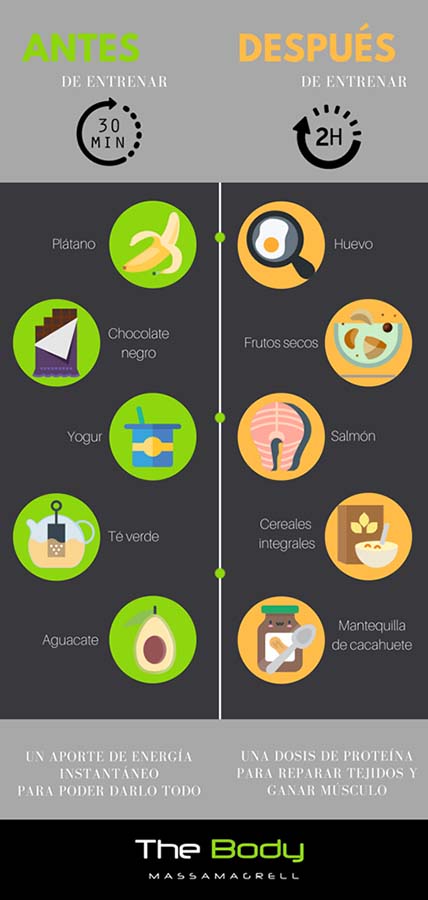 ANTES
DE ENTRENAR
30
MIN
DESPUÉS
DE ENTRENAR
2H
Plátano
Huevo
Chocolate
negro
Frutos secos
Yogur
Salmón
Té verde
Cereales
integrales
Aguacate
Mantequilla
de cacahuete
UN APORTE DE ENERGÍA
INSTANTÁNEO
PARA PODER DARLO TODO
UNA DOSIS DE PROTEÍNA
PARA REPARAR TEJIDOS Y
GANAR MÚSCULO
The Body
MASSAMAGRELL